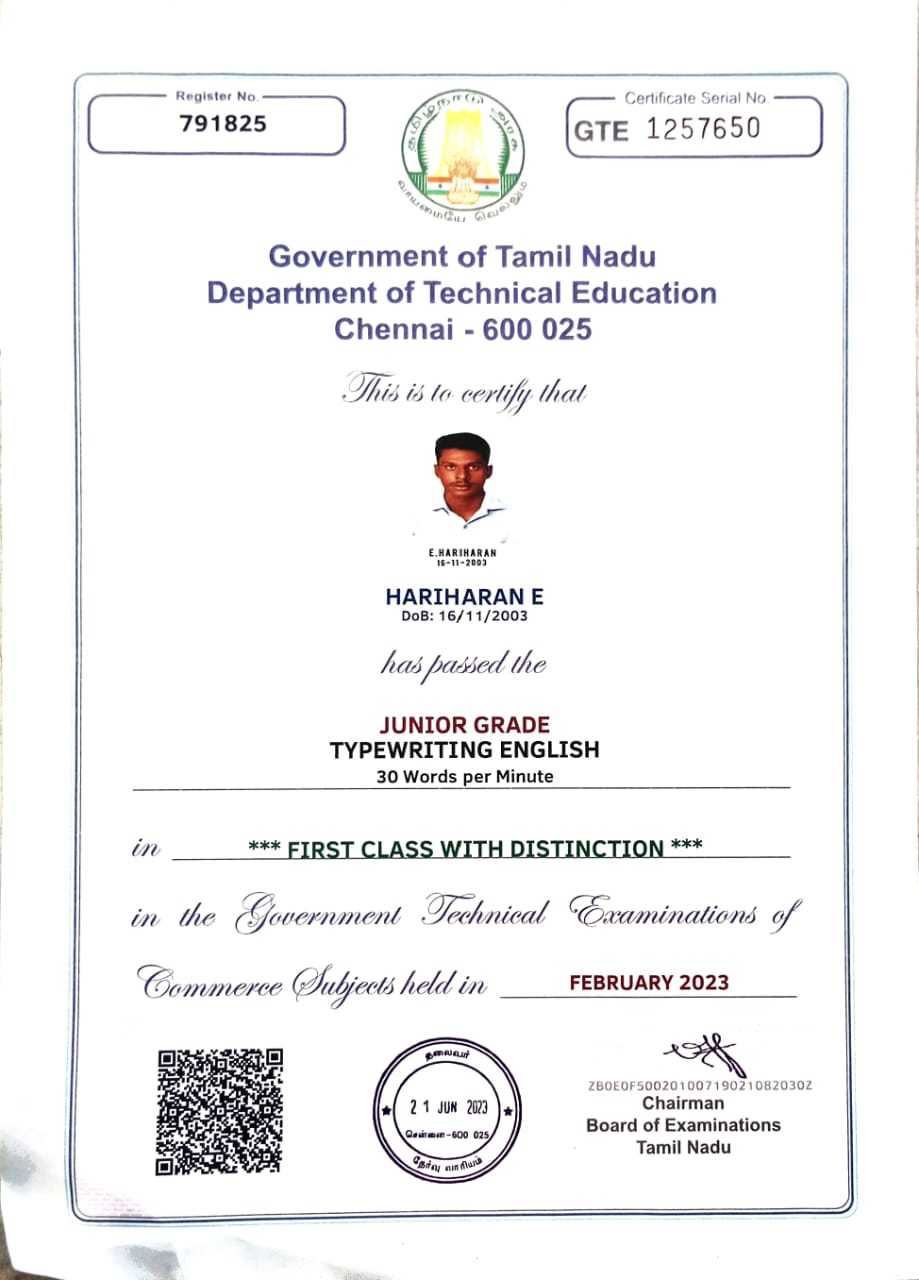 Register No.
791825
Certificate Serial No.
GTE 1257650
தமிழ்நாடு அரசு
வாய்மையே வெல்லும்
Government of Tamil Nadu
Department of Technical Education
Chennai - 600 025
This is to certify that
E.HARIHARAN
16-11-2003
HARIHARAN E
DoB: 16/11/2003
has passed the
JUNIOR GRADE
TYPEWRITING ENGLISH
30 Words per Minute
in *** FIRST CLASS WITH DISTINCTION ***
in the Government Technical Examinations of
Commerce Subjects held in FEBRUARY 2023
தலைவர்
21 JUN 2023
சென்னை-600 025
தேர்வு வாரியம்
ZB0E0F50020100719021082030Z
Chairman
Board of Examinations
Tamil Nadu